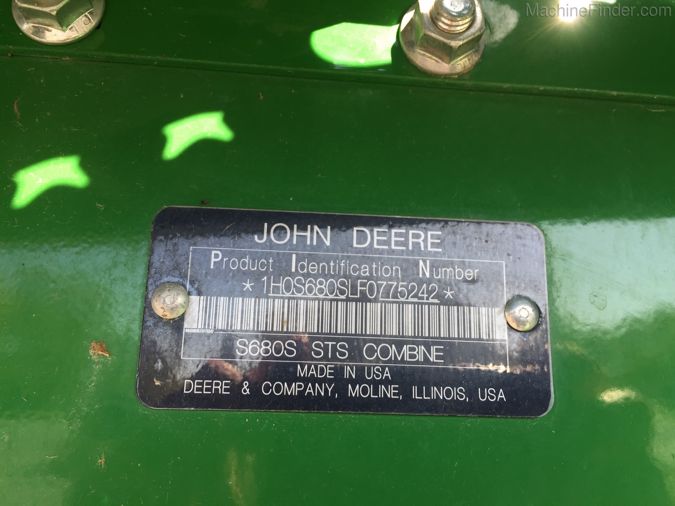 MachineFinder.com
JOHN DEERE
Product Identification Number
*1H0S680SLF0775242*
S680S STS COMBINE
MADE IN USA
DEERE & COMPANY, MOLINE, ILLINOIS, USA